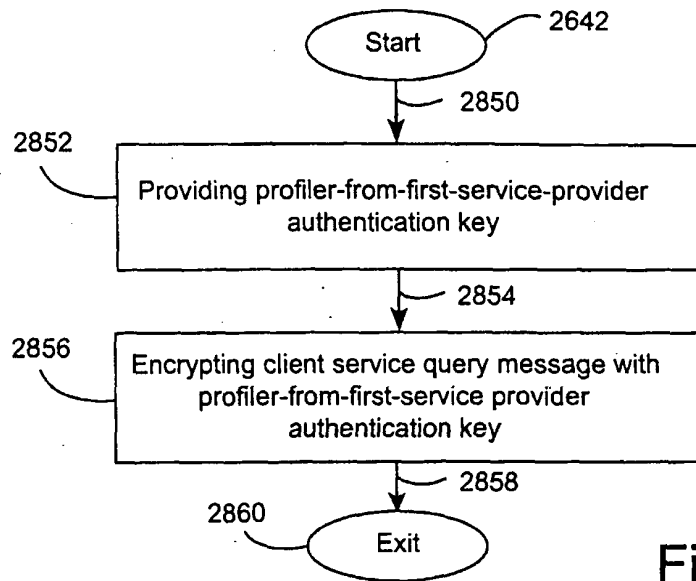 Start
2642
2850
2852
Providing profiler-from-first-service-provider
authentication key
2854
2856
Encrypting client service query message with
profiler-from-first-service provider
authentication key
2858
2860
Exit
Fi